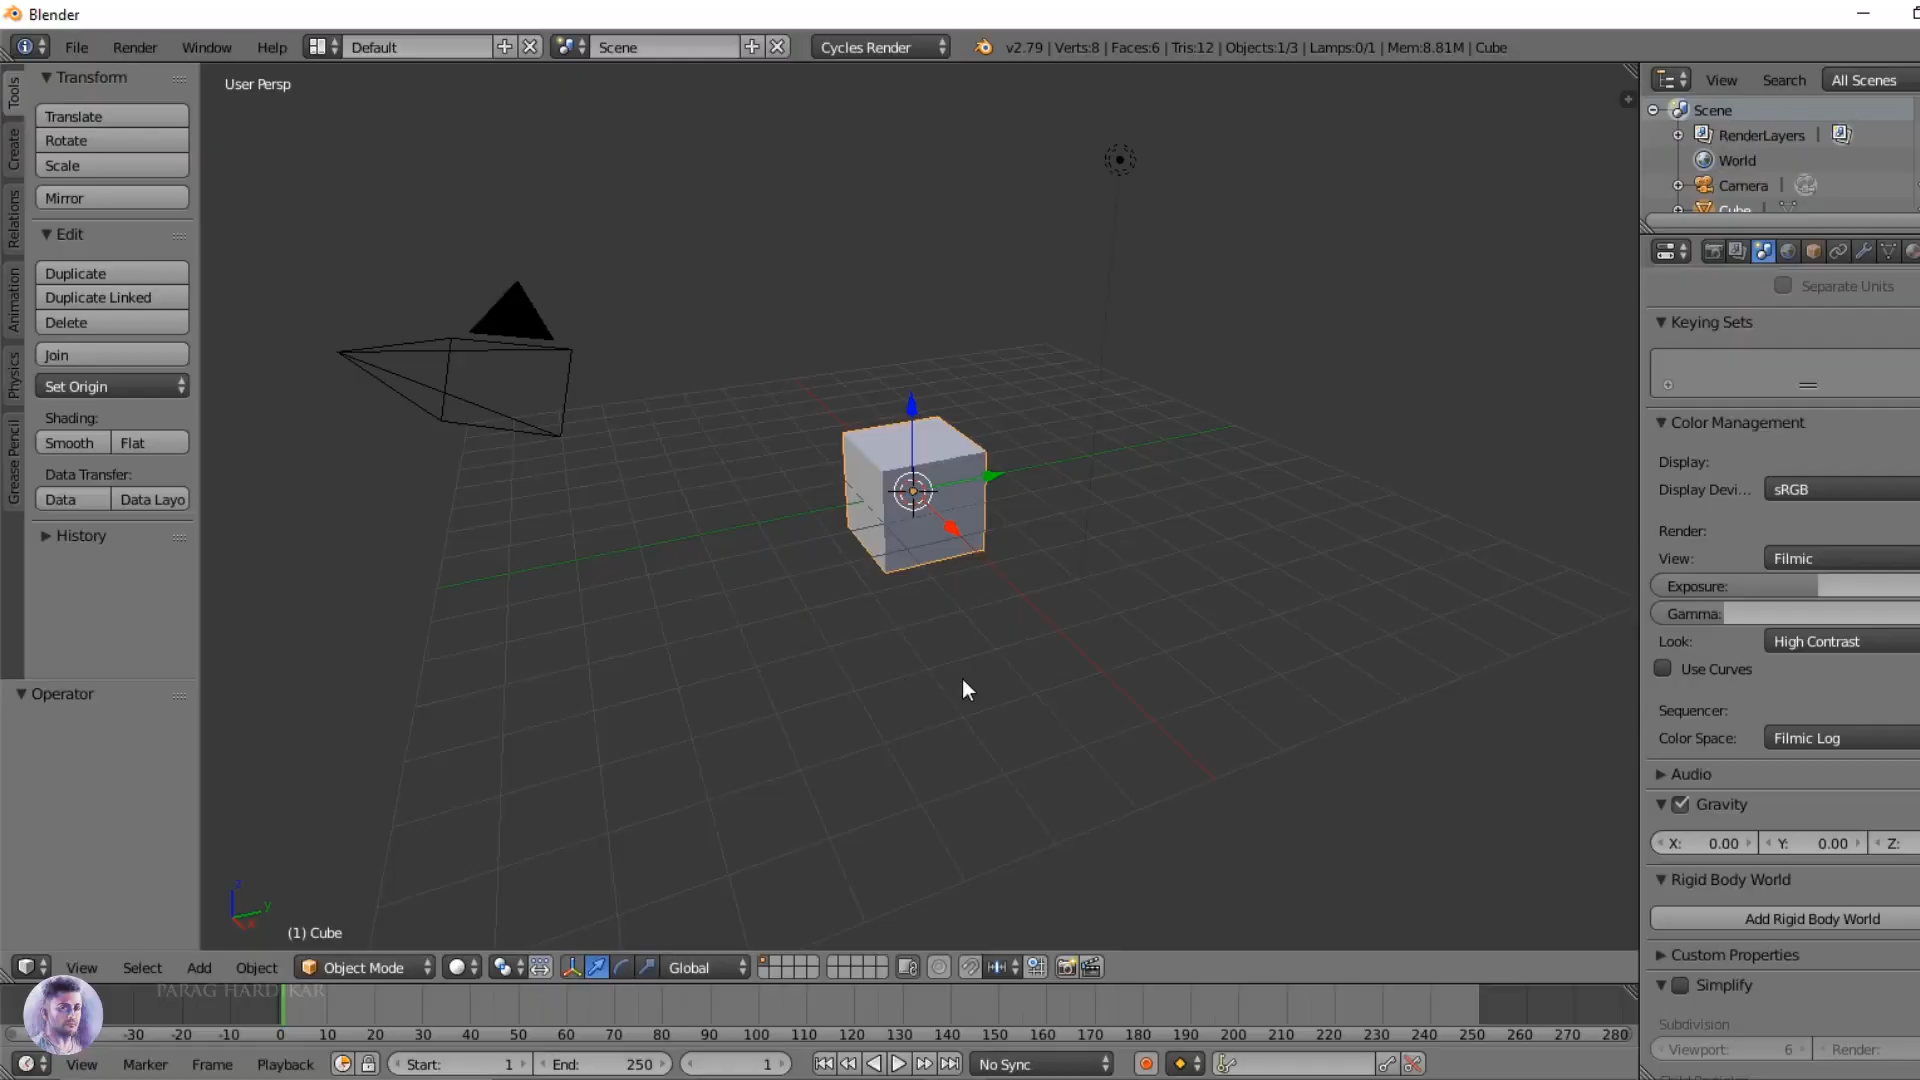 Blender
File Render Window Help Default Scene Cycles Render v2.79 | Verts:8 | Faces:6 | Tris:12 | Objects:1/3 | Lamps:0/1 | Mem:8.81M | Cube
Tools
Create
Relations
Animation
Physics
Grease Pencil
Transform
Translate
Rotate
Scale
Mirror
Edit
Duplicate
Duplicate Linked
Delete
Join
Set Origin
Shading:
Smooth Flat
Data Transfer:
Data Data Layo
History
Operator
User Persp
z
y
x
(1) Cube
View Search All Scenes
Scene
RenderLayers
World
Camera
Cube
Separate Units
Keying Sets
Color Management
Display:
Display Devi... sRGB
Render:
View: Filmic
Exposure:
Gamma:
Look: High Contrast
Use Curves
Sequencer:
Color Space: Filmic Log
Audio
Gravity
X: 0.00 Y: 0.00 Z:
Rigid Body World
Add Rigid Body World
Custom Properties
Simplify
Subdivision
Viewport: 6 Render:
View Select Add Object Object Mode Global
PARAG HARDIKAR
-30 -20 -10 0 10 20 30 40 50 60 70 80 90 100 110 120 130 140 150 160 170 180 190 200 210 220 230 240 250 260 270 280
View Marker Frame Playback Start: 1 End: 250 1 No Sync